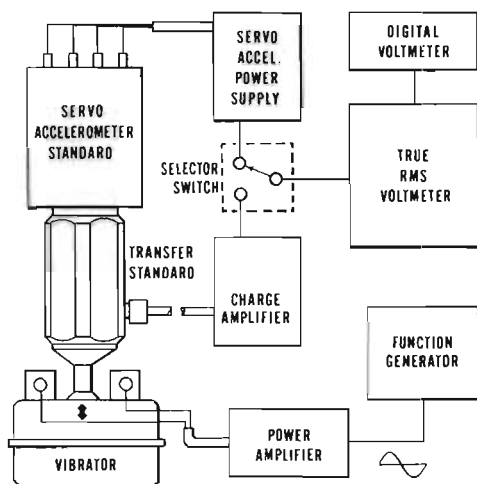 SERVO
ACCEL.
POWER
SUPPLY
DIGITAL
VOLTMETER
SERVO
ACCELEROMETER
STANDARD
SELECTOR
SWITCH
TRUE
RMS
VOLTMETER
TRANSFER
STANDARD
CHARGE
AMPLIFIER
FUNCTION
GENERATOR
POWER
AMPLIFIER
VIBRATOR